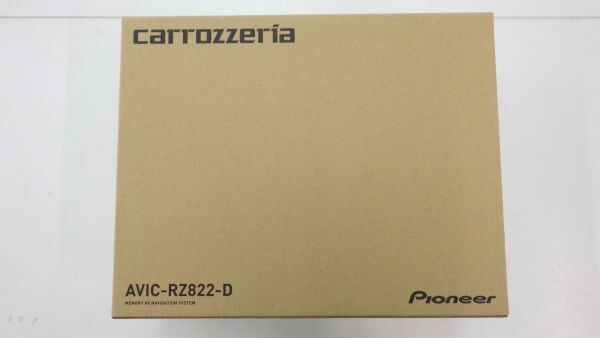 carrozzeria
AVIC-RZ822-D
MEMORY AV NAVIGATION SYSTEM
Pioneer